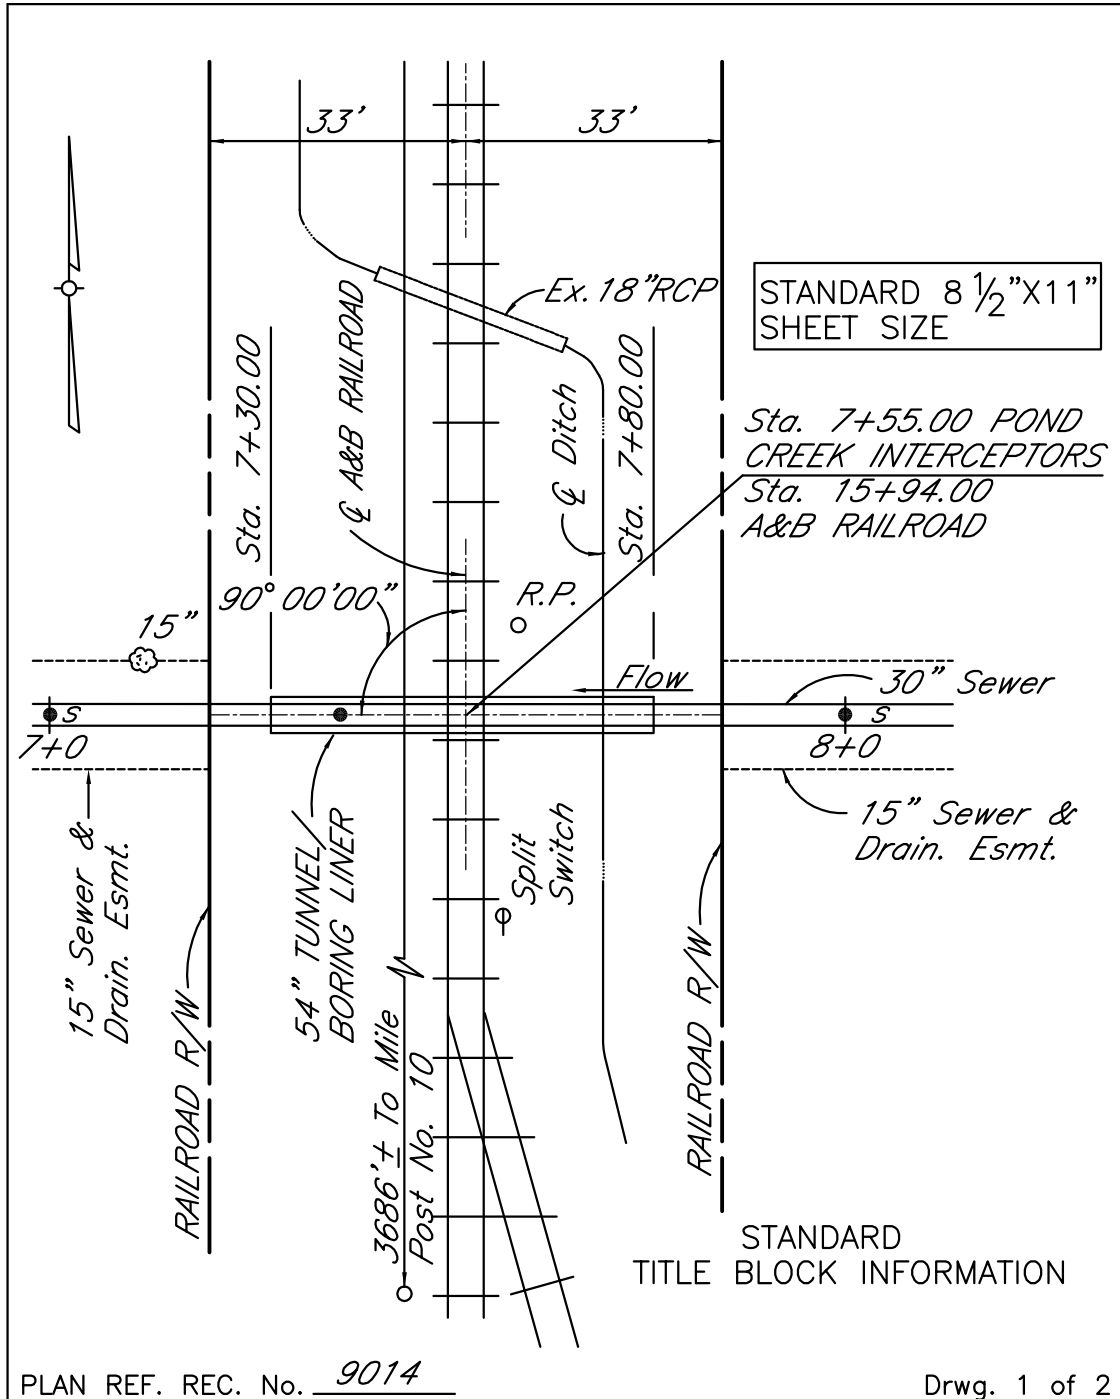 33' 33'
Ex. 18"RCP
STANDARD 8 ½"X11"
SHEET SIZE
Sta. 7+30.00
℄ A&B RAILROAD
℄ Ditch
Sta. 7+80.00
Sta. 7+55.00 POND
CREEK INTERCEPTORS
Sta. 15+94.00
A&B RAILROAD
90° 00'00"
R.P.
15"
Flow
30" Sewer
S
S
7+0
8+0
15" Sewer &
Drain. Esmt.
15" Sewer &
Drain. Esmt.
54" TUNNEL/
BORING LINER
Split
Switch
RAILROAD R/W
RAILROAD R/W
3686'± To Mile
Post No. 10
STANDARD
TITLE BLOCK INFORMATION
PLAN REF. REC. No. 9014
Drwg. 1 of 2